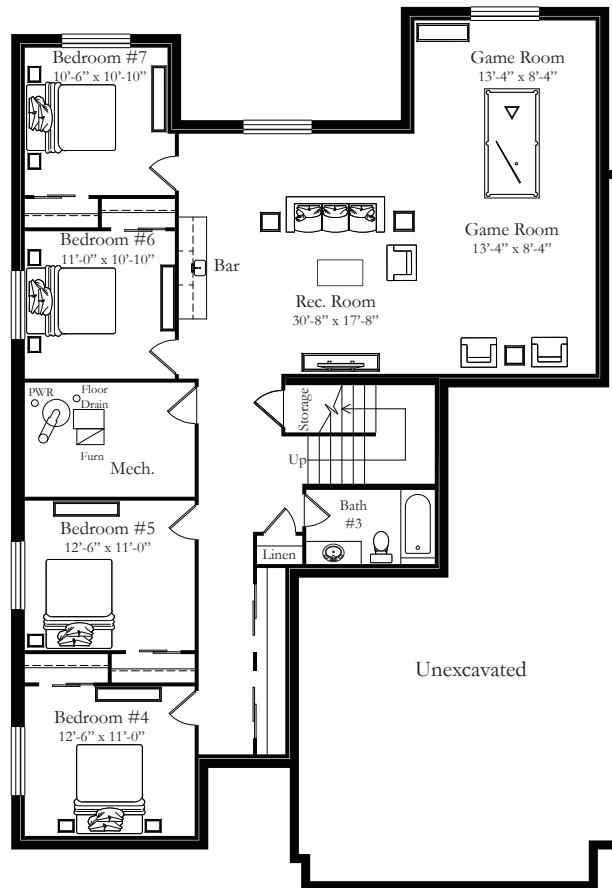 Bedroom #7
10'-6" x 10'-10"
Game Room
13'-4" x 8'-4"
Game Room
13'-4" x 8'-4"
Bedroom #6
11'-0" x 10'-10"
Bar
Rec. Room
30'-8" x 17'-8"
PWR
Floor
Drain
Furn
Mech.
Storage
Up
Bath
#3
Linen
Bedroom #5
12'-6" x 11'-0"
Unexcavated
Bedroom #4
12'-6" x 11'-0"